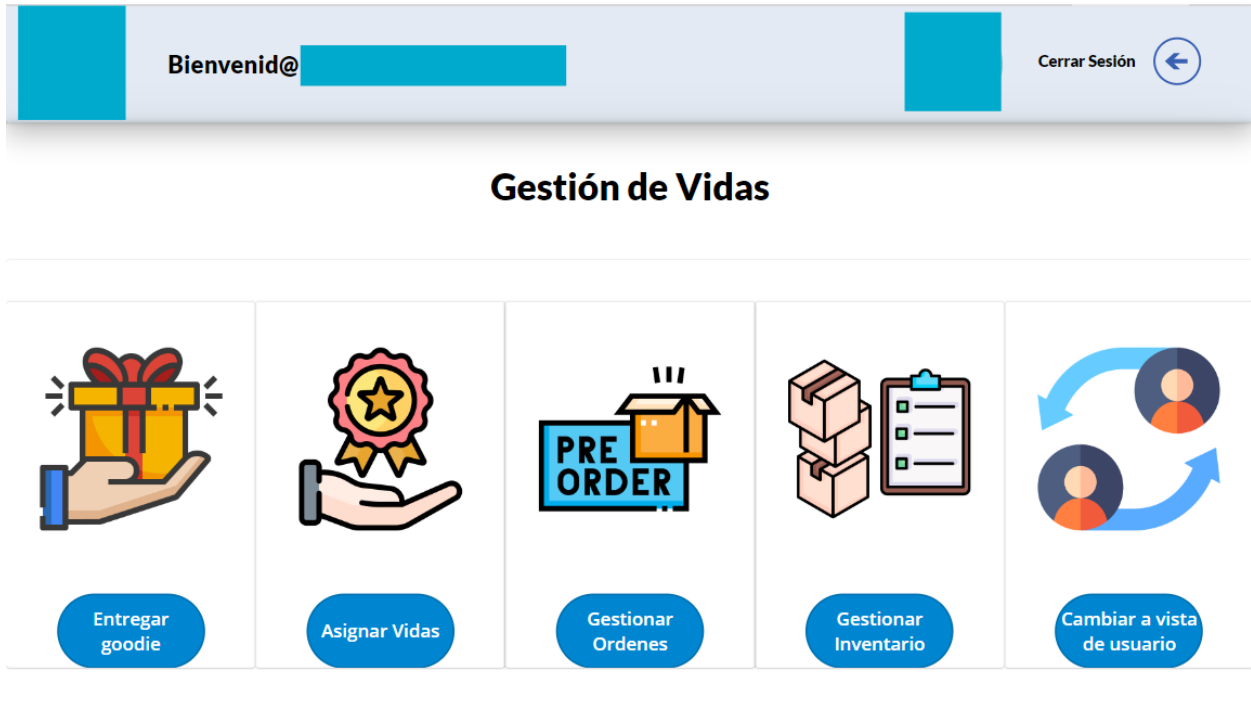 Bienvenid@
Cerrar Sesión
Gestión de Vidas
PRE
ORDER
Entregar
goodie
Asignar Vidas
Gestionar
Ordenes
Gestionar
Inventario
Cambiar a vista
de usuario